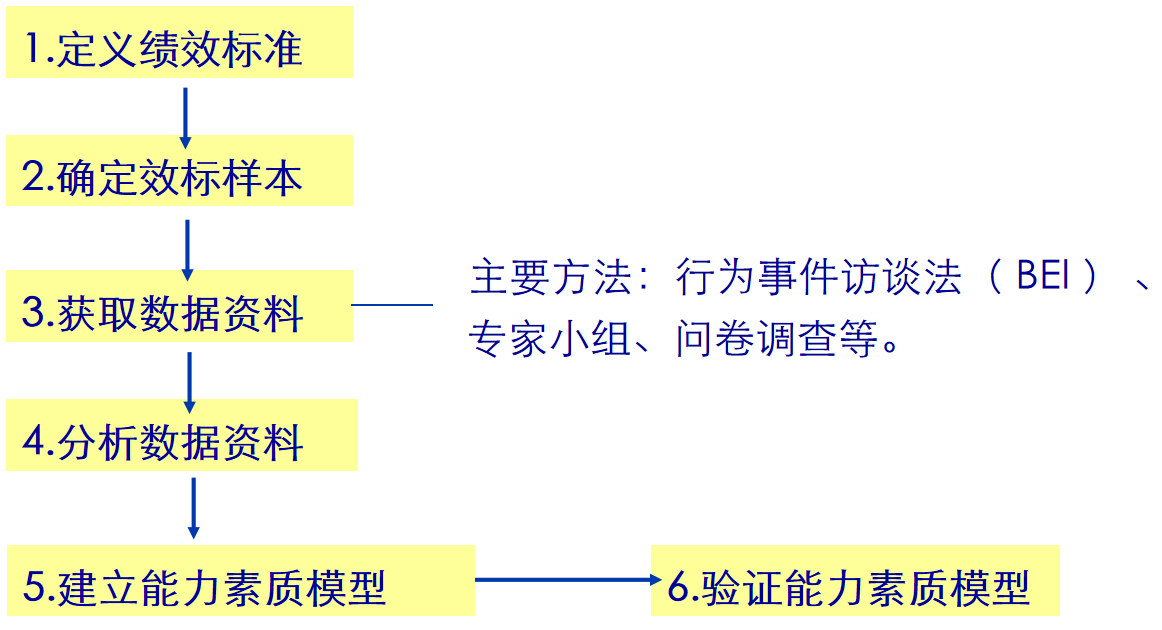 1.定义绩效标准
2.确定效标样本
3.获取数据资料
主要方法：行为事件访谈法（BEI）、
专家小组、问卷调查等。
4.分析数据资料
5.建立能力素质模型
6.验证能力素质模型